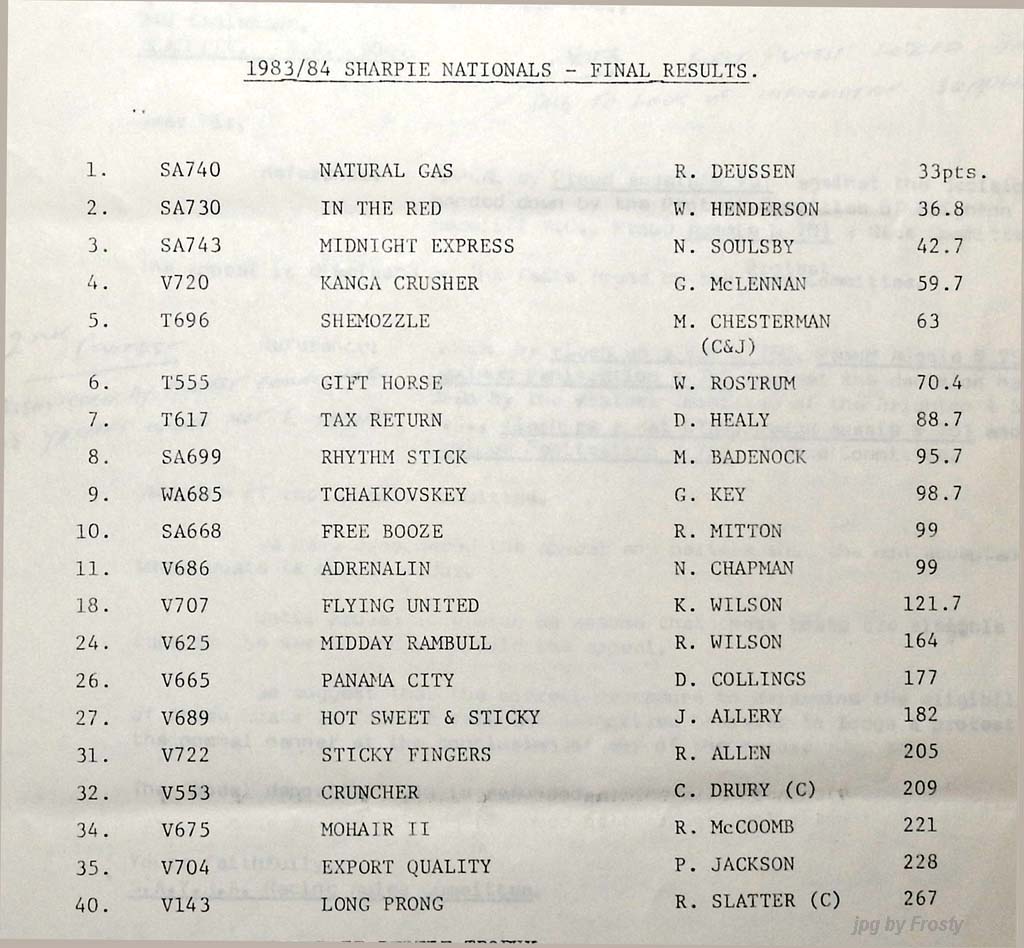 1983/84 SHARPIE NATIONALS - FINAL RESULTS.
1. SA740 NATURAL GAS R. DEUSSEN 33pts.
2. SA730 IN THE RED W. HENDERSON 36.8
3. SA743 MIDNIGHT EXPRESS N. SOULSBY 42.7
4. V720 KANGA CRUSHER G. McLENNAN 59.7
5. T696 SHEMOZZLE M. CHESTERMAN 63
(C&J)
6. T555 GIFT HORSE W. ROSTRUM 70.4
7. T617 TAX RETURN D. HEALY 88.7
8. SA699 RHYTHM STICK M. BADENOCK 95.7
9. WA685 TCHAIKOVSKEY G. KEY 98.7
10. SA668 FREE BOOZE R. MITTON 99
11. V686 ADRENALIN N. CHAPMAN 99
18. V707 FLYING UNITED K. WILSON 121.7
24. V625 MIDDAY RAMBULL R. WILSON 164
26. V665 PANAMA CITY D. COLLINGS 177
27. V689 HOT SWEET & STICKY J. ALLERY 182
31. V722 STICKY FINGERS R. ALLEN 205
32. V553 CRUNCHER C. DRURY (C) 209
34. V675 MOHAIR II R. McCOOMB 221
35. V704 EXPORT QUALITY P. JACKSON 228
40. V143 LONG PRONG R. SLATTER (C) 267
jpg by Frosty